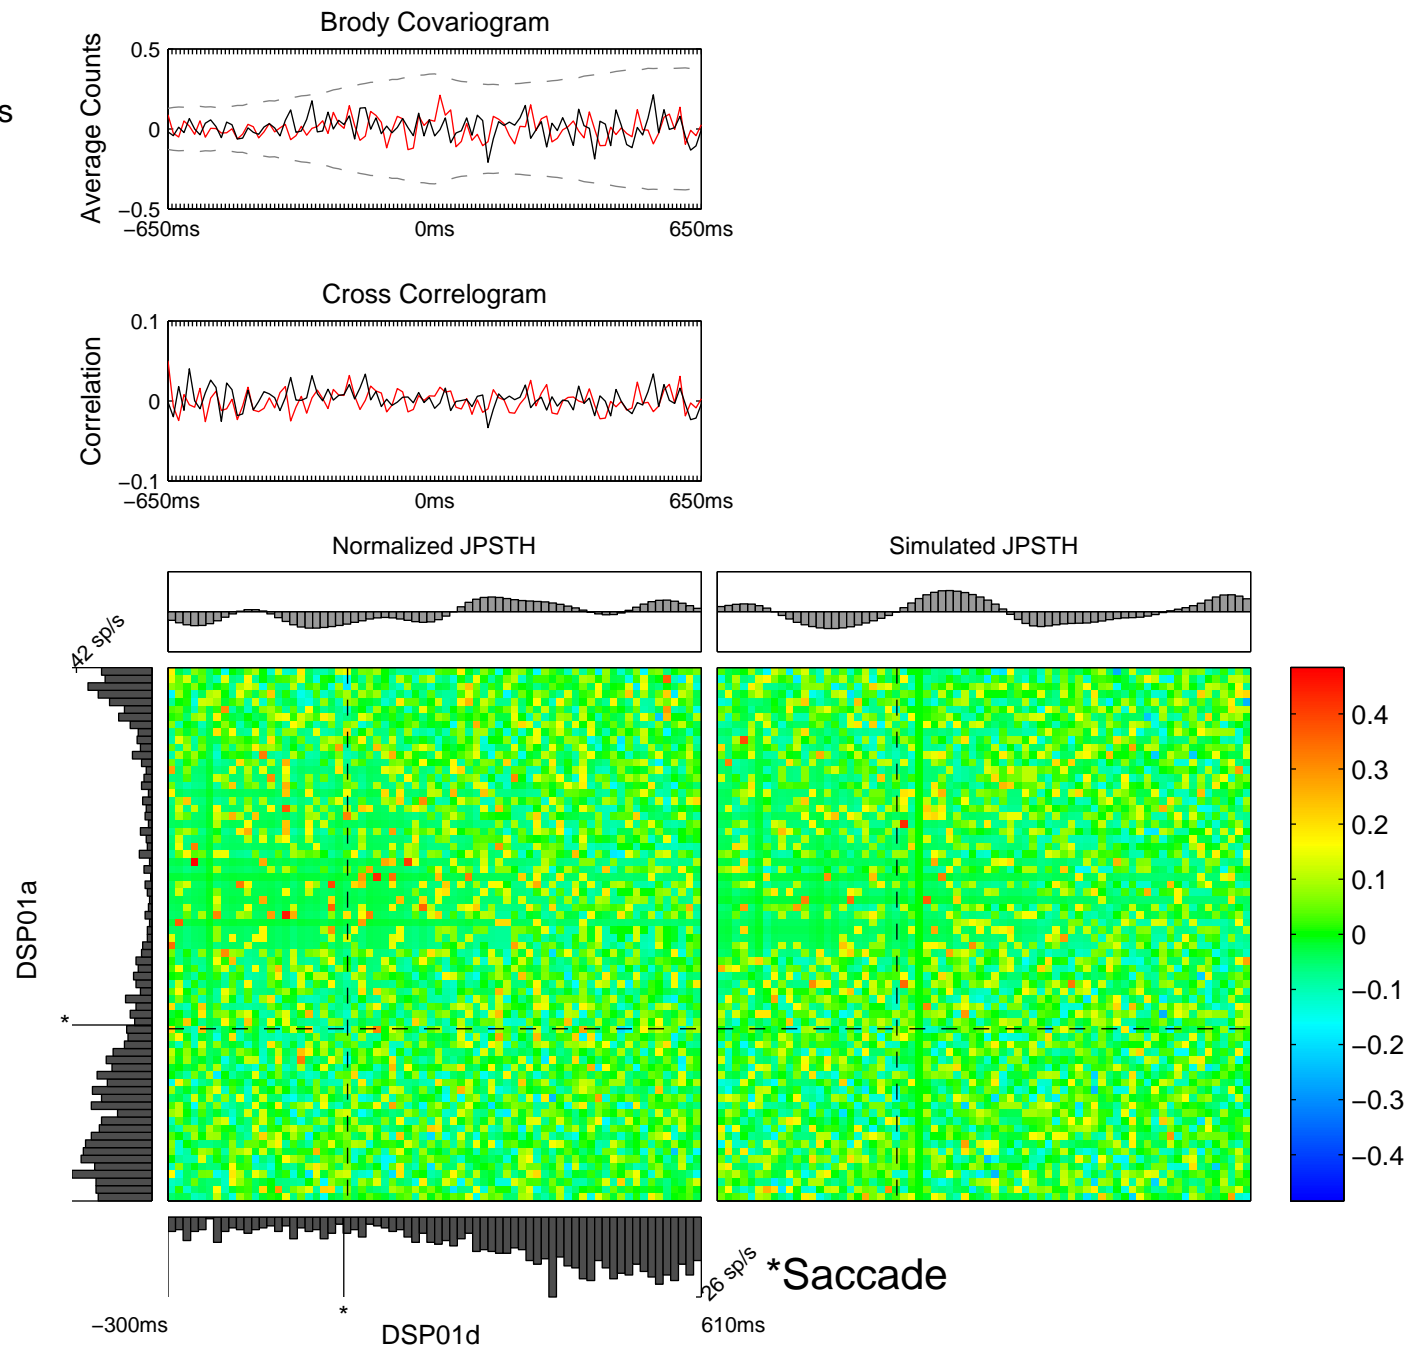 Brody Covariogram
s
Average Counts
0.5
0
−0.5
−650ms
0ms
650ms
Cross Correlogram
Correlation
0.1
0
−0.1
−650ms
0ms
650ms
Normalized JPSTH
Simulated JPSTH
42 sp/s
DSP01a
*
0.4
0.3
0.2
0.1
0
−0.1
−0.2
−0.3
−0.4
26 sp/s
*Saccade
*
−300ms
DSP01d
610ms